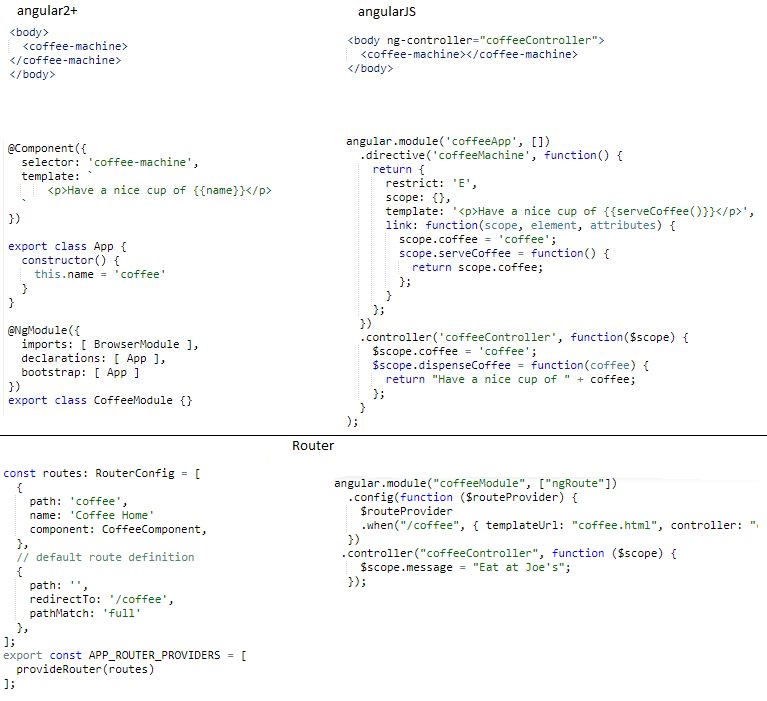 angular2+
<body>
  <coffee-machine>
</coffee-machine>
</body>
@Component({
  selector: 'coffee-machine',
  template: `
      <p>Have a nice cup of {{name}}</p>
  `
})
export class App {
  constructor() {
    this.name = 'coffee'
  }
}
@NgModule({
  imports: [ BrowserModule ],
  declarations: [ App ],
  bootstrap: [ App ]
})
export class CoffeeModule {}
angularJS
<body ng-controller="coffeeController">
  <coffee-machine></coffee-machine>
</body>
angular.module('coffeeApp', [])
  .directive('coffeeMachine', function() {
    return {
      restrict: 'E',
      scope: {},
      template: '<p>Have a nice cup of {{serveCoffee()}}</p>',
      link: function(scope, element, attributes) {
        scope.coffee = 'coffee';
        scope.serveCoffee = function() {
          return scope.coffee;
        };
      }
    };
  })
  .controller('coffeeController', function($scope) {
    $scope.coffee = 'coffee';
    $scope.dispenseCoffee = function(coffee) {
      return "Have a nice cup of " + coffee;
    };
  }
);
Router
const routes: RouterConfig = [
  {
    path: 'coffee',
    name: 'Coffee Home'
    component: CoffeeComponent,
  },
  // default route definition
  {
    path: '',
    redirectTo: '/coffee',
    pathMatch: 'full'
  },
];
export const APP_ROUTER_PROVIDERS = [
  provideRouter(routes)
];
angular.module("coffeeModule", ["ngRoute"])
  .config(function ($routeProvider) {
    $routeProvider
    .when("/coffee", { templateUrl: "coffee.html", controller: "
  })
  .controller("coffeeController", function ($scope) {
    $scope.message = "Eat at Joe's";
  });